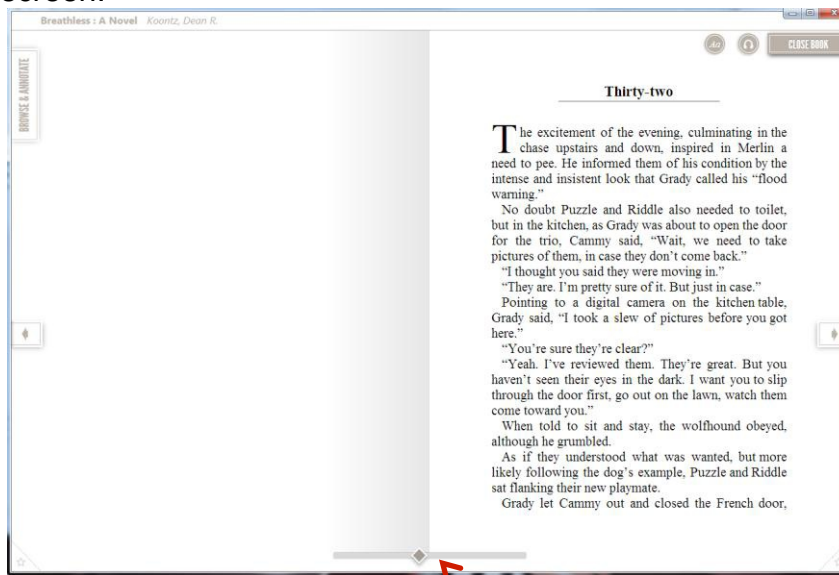 screen.
Breathless : A Novel Koontz, Dean R.
BROWSE & ANNOTATE
Aa
CLOSE BOOK
Thirty-two
The excitement of the evening, culminating in the
chase upstairs and down, inspired in Merlin a
need to pee. He informed them of his condition by the
intense and insistent look that Grady called his “flood
warning.”
No doubt Puzzle and Riddle also needed to toilet,
but in the kitchen, as Grady was about to open the door
for the trio, Cammy said, “Wait, we need to take
pictures of them, in case they don’t come back.”
“I thought you said they were moving in.”
“They are. I’m pretty sure of it. But just in case.”
Pointing to a digital camera on the kitchen table,
Grady said, “I took a slew of pictures before you got
here.”
“You’re sure they’re clear?”
“Yeah. I’ve reviewed them. They’re great. But you
haven’t seen their eyes in the dark. I want you to slip
through the door first, go out on the lawn, watch them
come toward you.”
When told to sit and stay, the wolfhound obeyed,
although he grumbled.
As if they understood what was wanted, but more
likely following the dog’s example, Puzzle and Riddle
sat flanking their new playmate.
Grady let Cammy out and closed the French door,